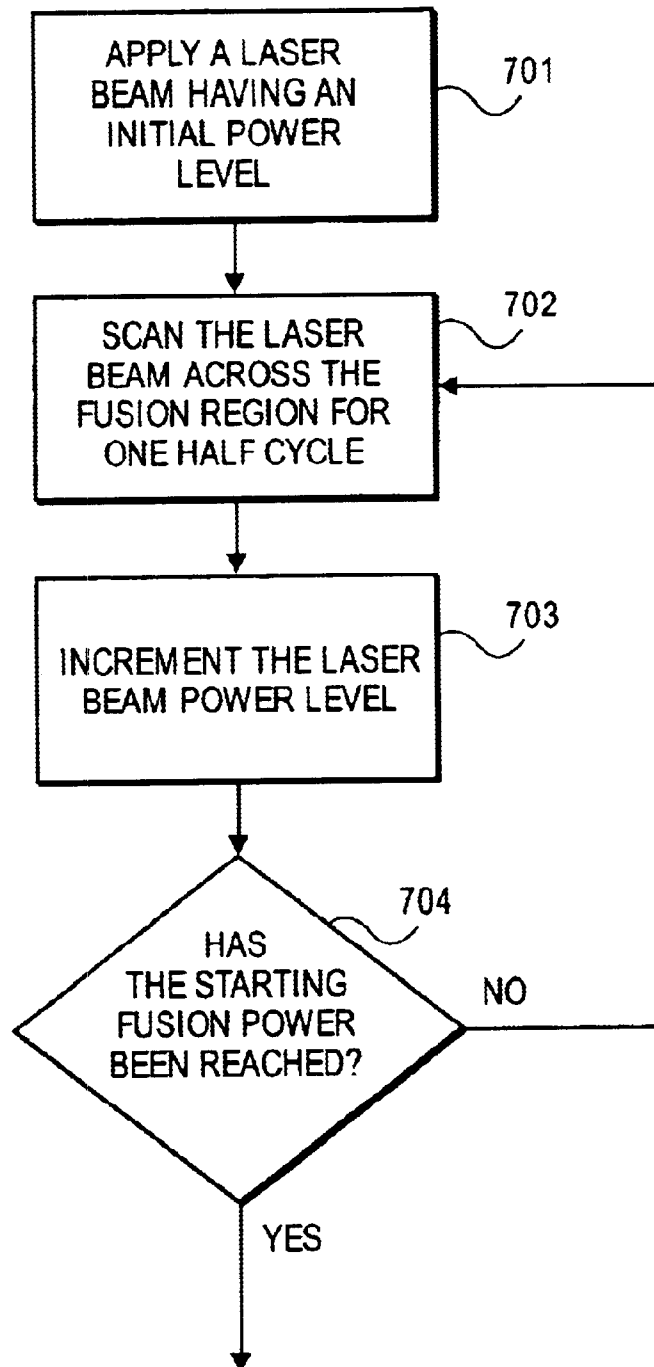 APPLY A LASER
BEAM HAVING AN
INITIAL POWER
LEVEL
701
SCAN THE LASER
BEAM ACROSS THE
FUSION REGION FOR
ONE HALF CYCLE
702
INCREMENT THE LASER
BEAM POWER LEVEL
703
HAS
THE STARTING
FUSION POWER
BEEN REACHED?
704
NO
YES